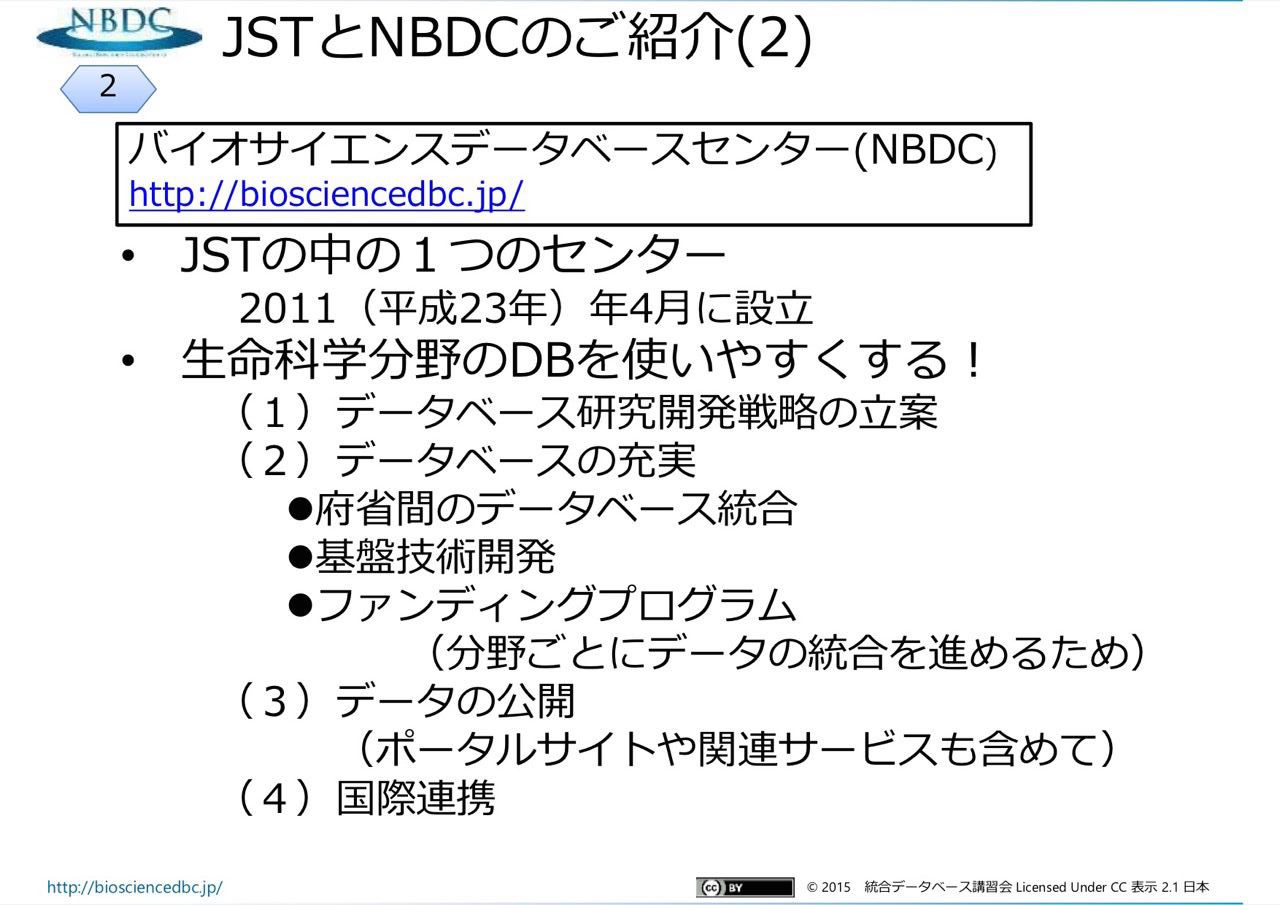 NBDC
JSTとNBDCのご紹介(2)
2
バイオサイエンスデータベースセンター(NBDC)
http://biosciencedbc.jp/
• JSTの中の１つのセンター
2011（平成23年）年4月に設立
• 生命科学分野のDBを使いやすくする！
（１）データベース研究開発戦略の立案
（２）データベースの充実
●府省間のデータベース統合
●基盤技術開発
●ファンディングプログラム
（分野ごとにデータの統合を進めるため）
（３）データの公開
（ポータルサイトや関連サービスも含めて）
（４）国際連携
http://biosciencedbc.jp/
cc BY
© 2015 統合データベース講習会 Licensed Under CC 表示 2.1 日本